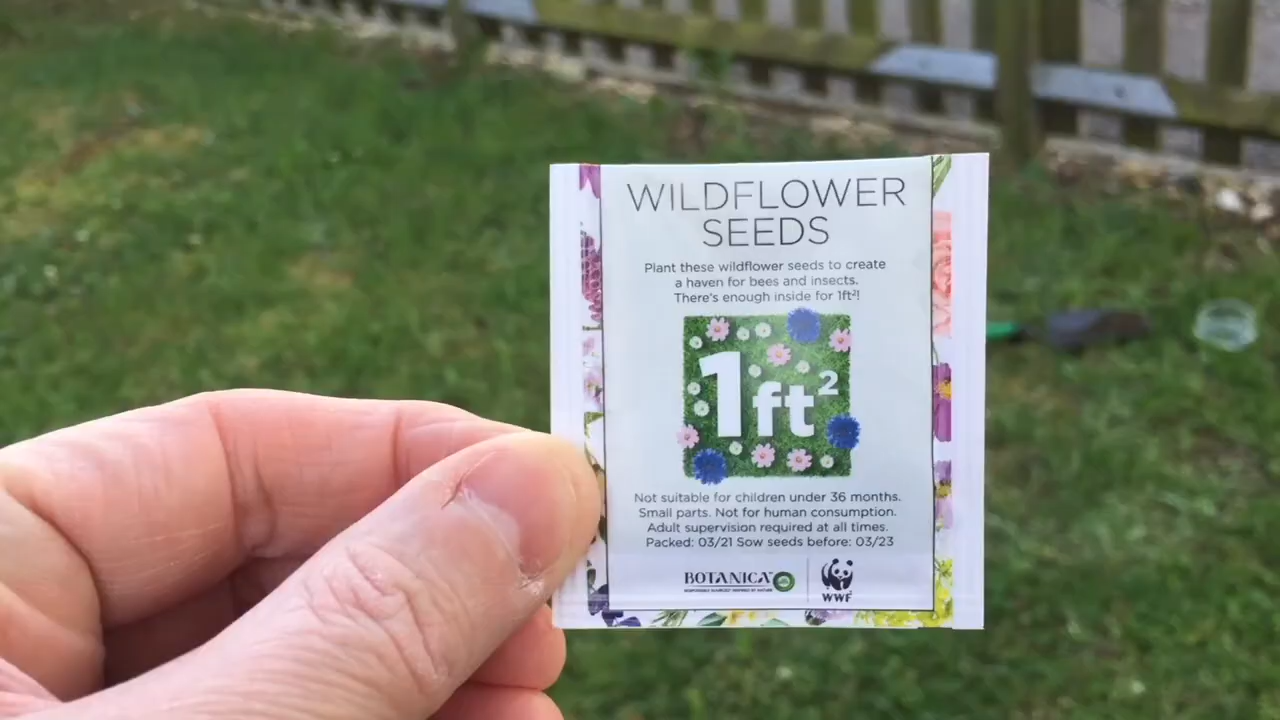 WILDFLOWER
SEEDS
Plant these wildflower seeds to create
a haven for bees and insects.
There's enough inside for 1ft²!
1ft²
Not suitable for children under 36 months.
Small parts. Not for human consumption.
Adult supervision required at all times.
Packed: 03/21 Sow seeds before: 03/23
BOTANICA
WWF